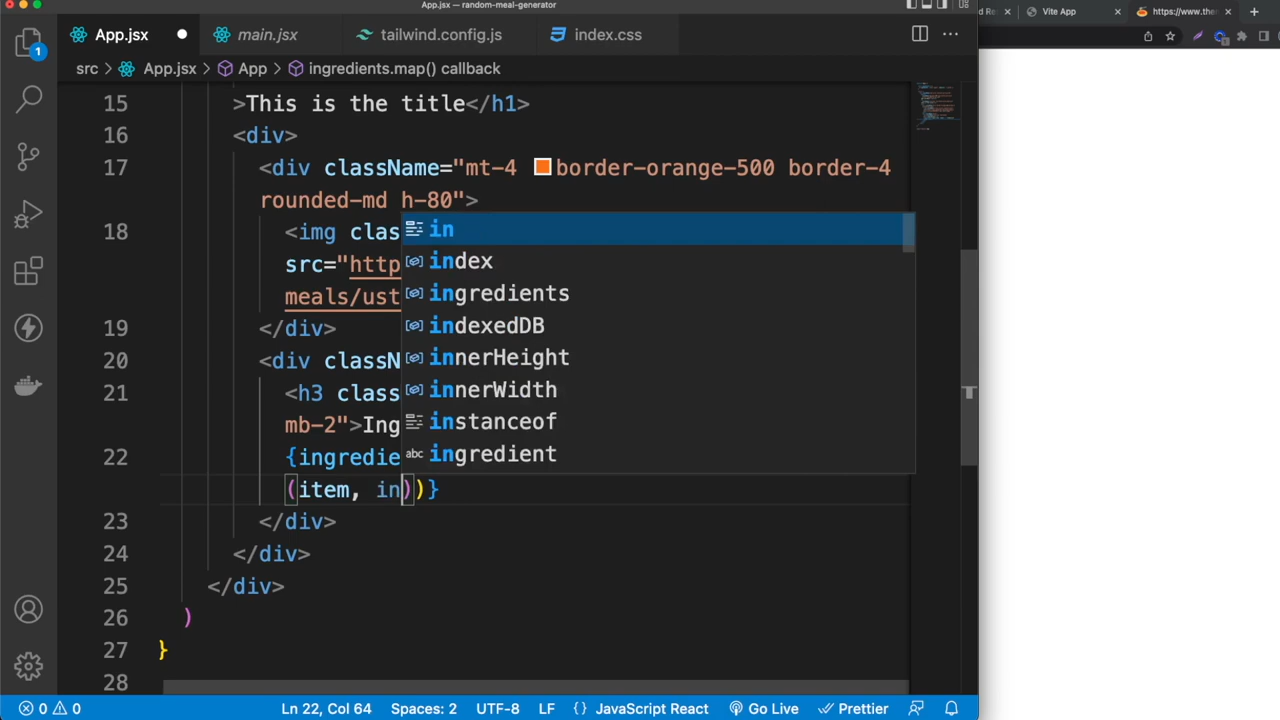 App.jsx — random-meal-generator
App.jsx main.jsx tailwind.config.js index.css
src > App.jsx > App > ingredients.map() callback
15 >This is the title</h1>
16 <div>
17 <div className="mt-4 border-orange-500 border-4
rounded-md h-80">
18 <img clas
src="http
meals/ust
19 </div>
20 <div classN
21 <h3 class
mb-2">Ing
22 {ingredie
(item, in))}
23 </div>
24 </div>
25 </div>
26 )
27 }
28
in
index
ingredients
indexedDB
innerHeight
innerWidth
instanceof
ingredient
1
0 0 Ln 22, Col 64 Spaces: 2 UTF-8 LF {} JavaScript React Go Live Prettier
Vite App https://www.the